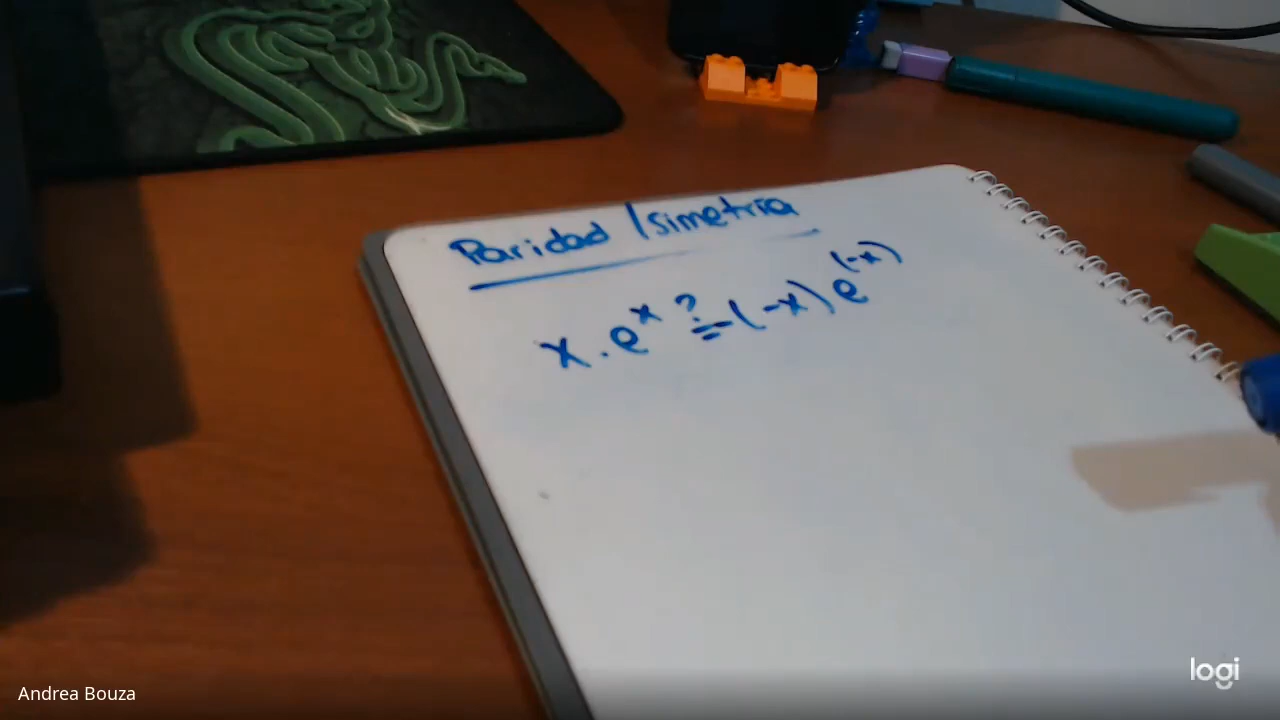 Paridad / simetría
x . e^x ≟ (-x) e^(-x)
logi
Andrea Bouza